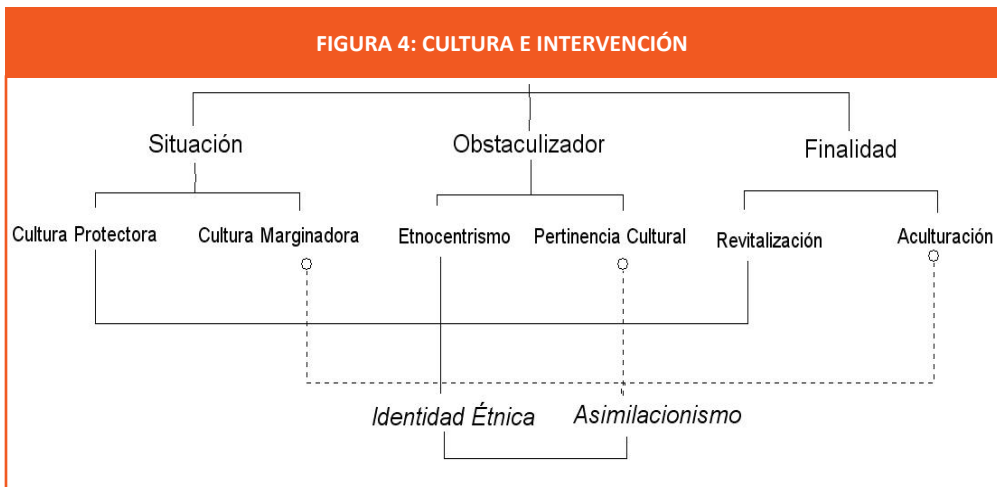 FIGURA 4: CULTURA E INTERVENCIÓN
Situación
Obstaculizador
Finalidad
Cultura Protectora
Cultura Marginadora
Etnocentrismo
Pertinencia Cultural
Revitalización
Aculturación
Identidad Étnica
Asimilacionismo